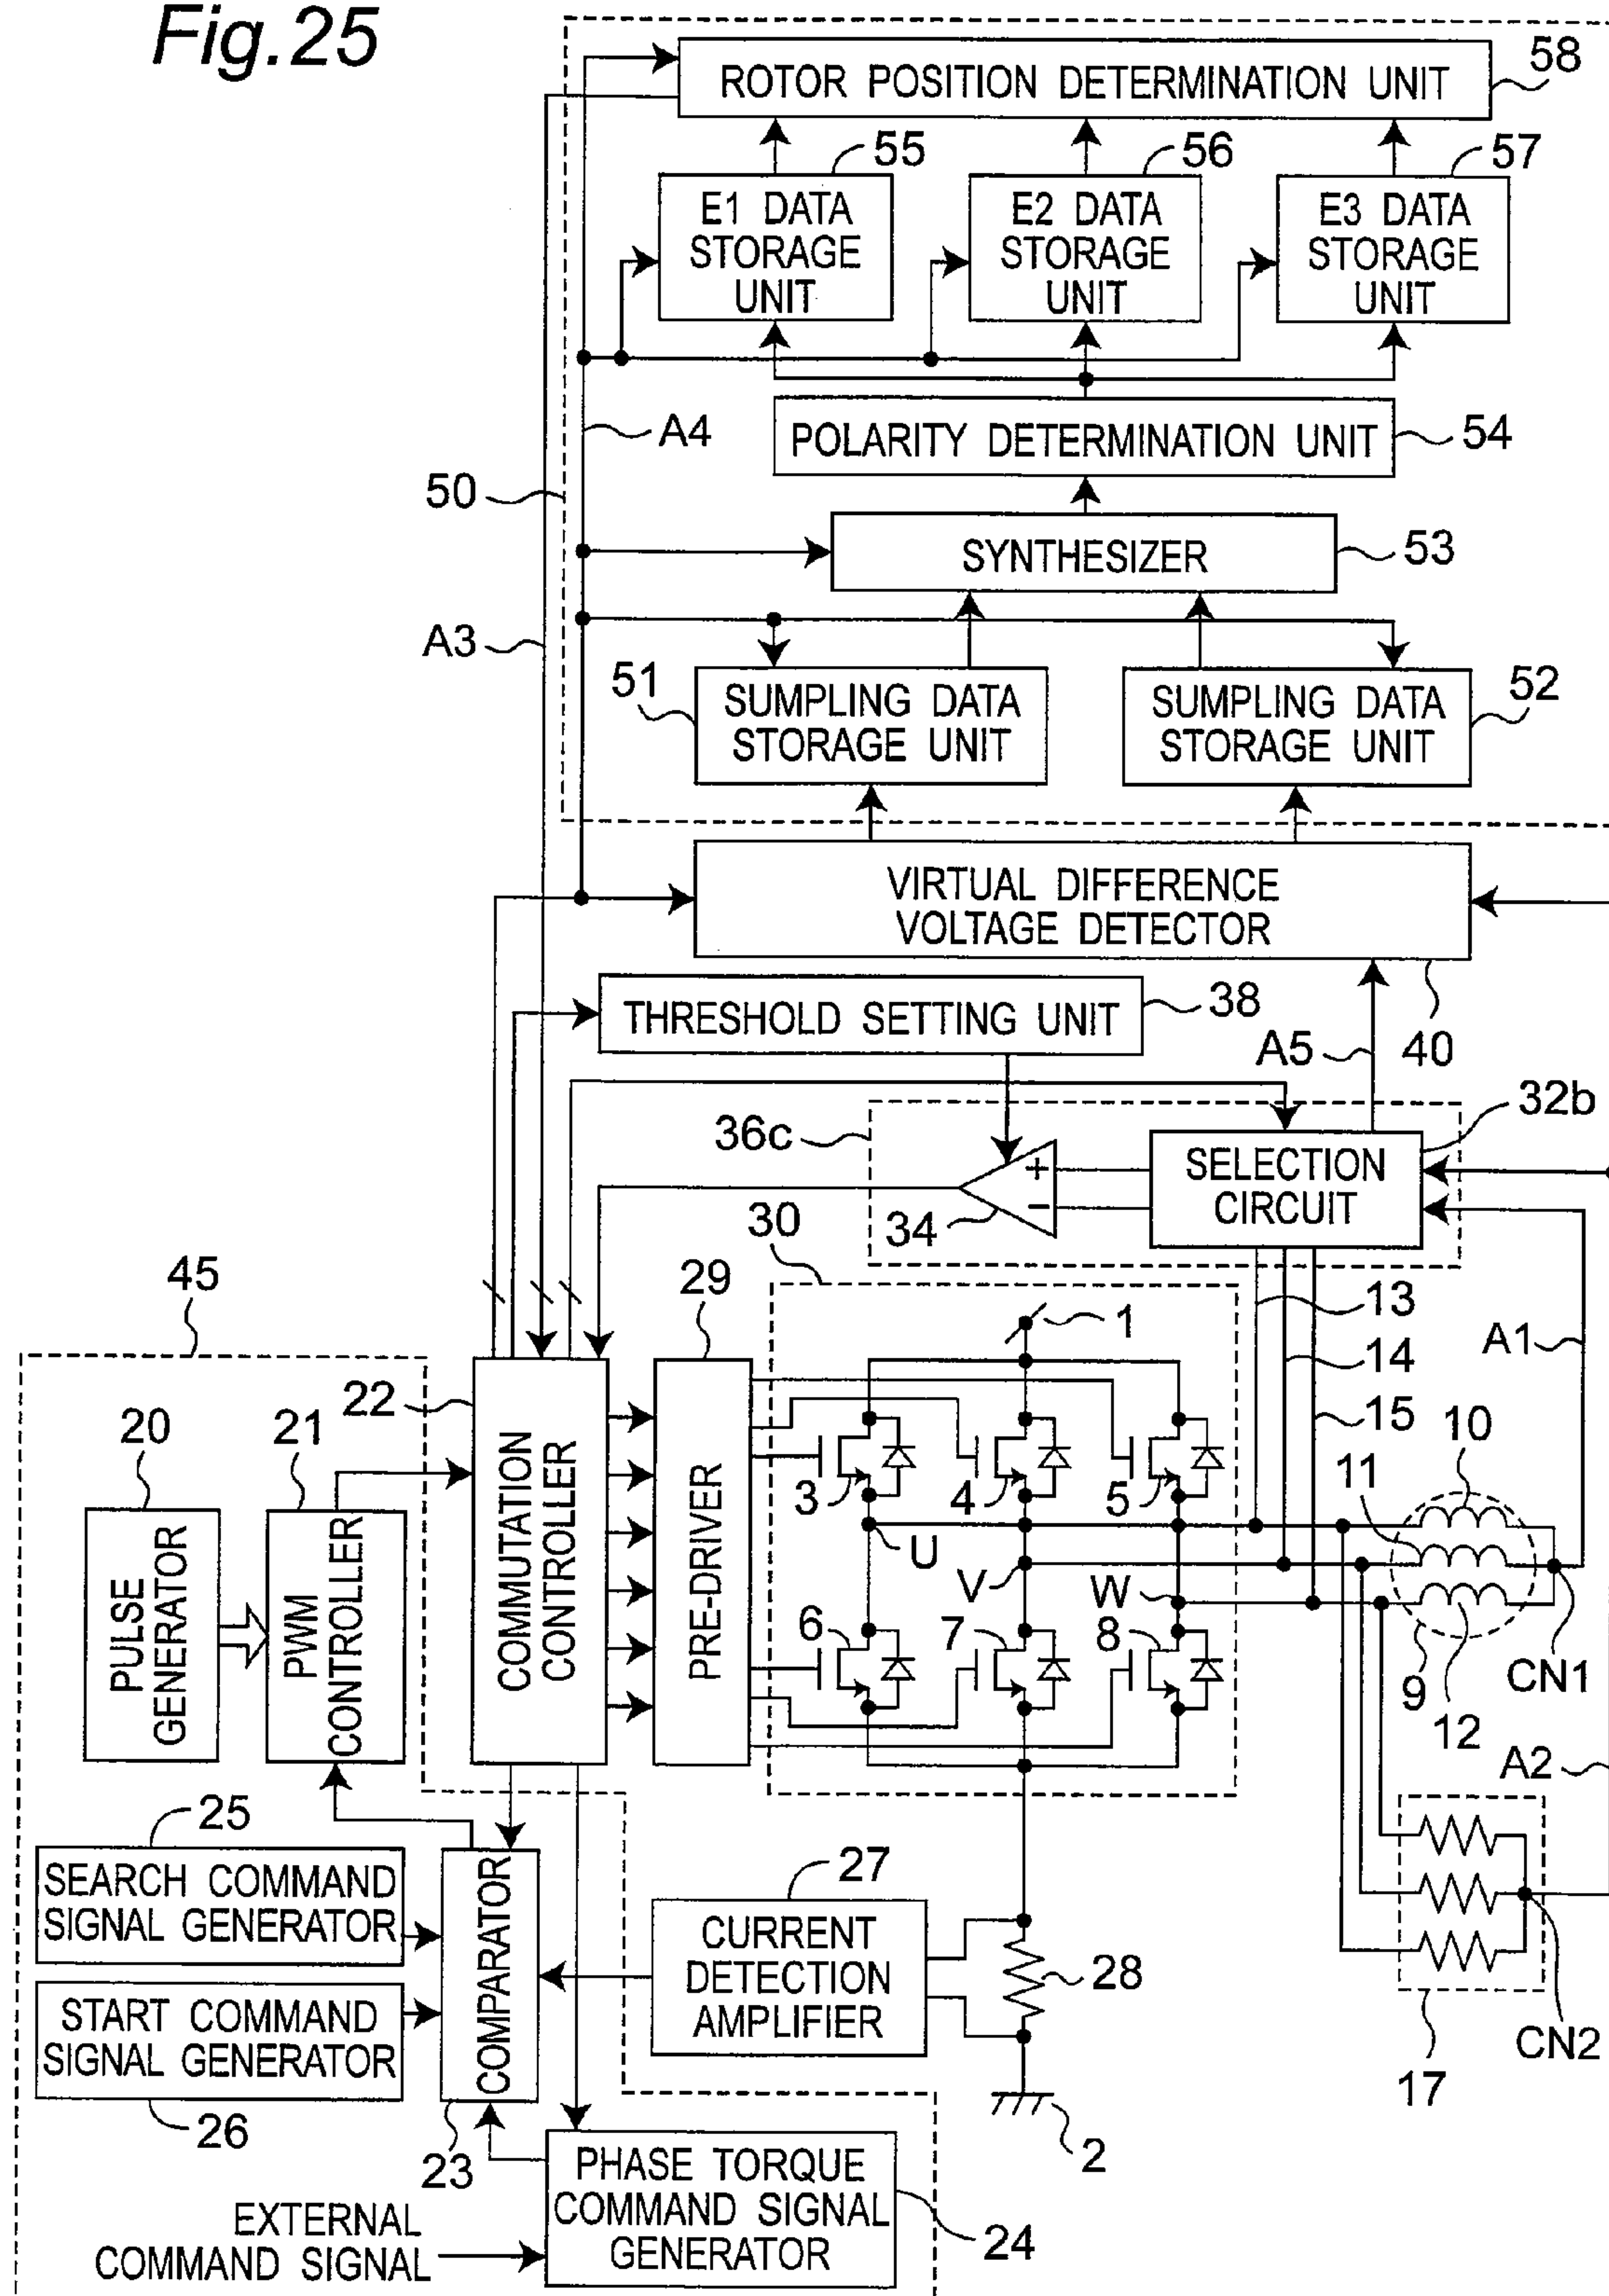 Fig.25
58
ROTOR POSITION DETERMINATION UNIT
55
56
57
E1 DATA
STORAGE
UNIT
E2 DATA
STORAGE
UNIT
E3 DATA
STORAGE
UNIT
A4
POLARITY DETERMINATION UNIT
54
50
SYNTHESIZER
53
A3
51
SUMPLING DATA
STORAGE UNIT
SUMPLING DATA
STORAGE UNIT
52
VIRTUAL DIFFERENCE
VOLTAGE DETECTOR
THRESHOLD SETTING UNIT
38
A5
40
32b
36c
+
−
34
SELECTION
CIRCUIT
30
45
29
13
1
14
A1
22
15
20
21
10
11
PULSE
GENERATOR
PWM
CONTROLLER
COMMUTATION
CONTROLLER
PRE-DRIVER
3
4
5
U
V
W
6
7
8
9
12
CN1
A2
25
SEARCH COMMAND
SIGNAL GENERATOR
27
CURRENT
DETECTION
AMPLIFIER
28
COMPARATOR
START COMMAND
SIGNAL GENERATOR
26
23
17
CN2
2
PHASE TORQUE
COMMAND SIGNAL
GENERATOR
24
EXTERNAL
COMMAND SIGNAL